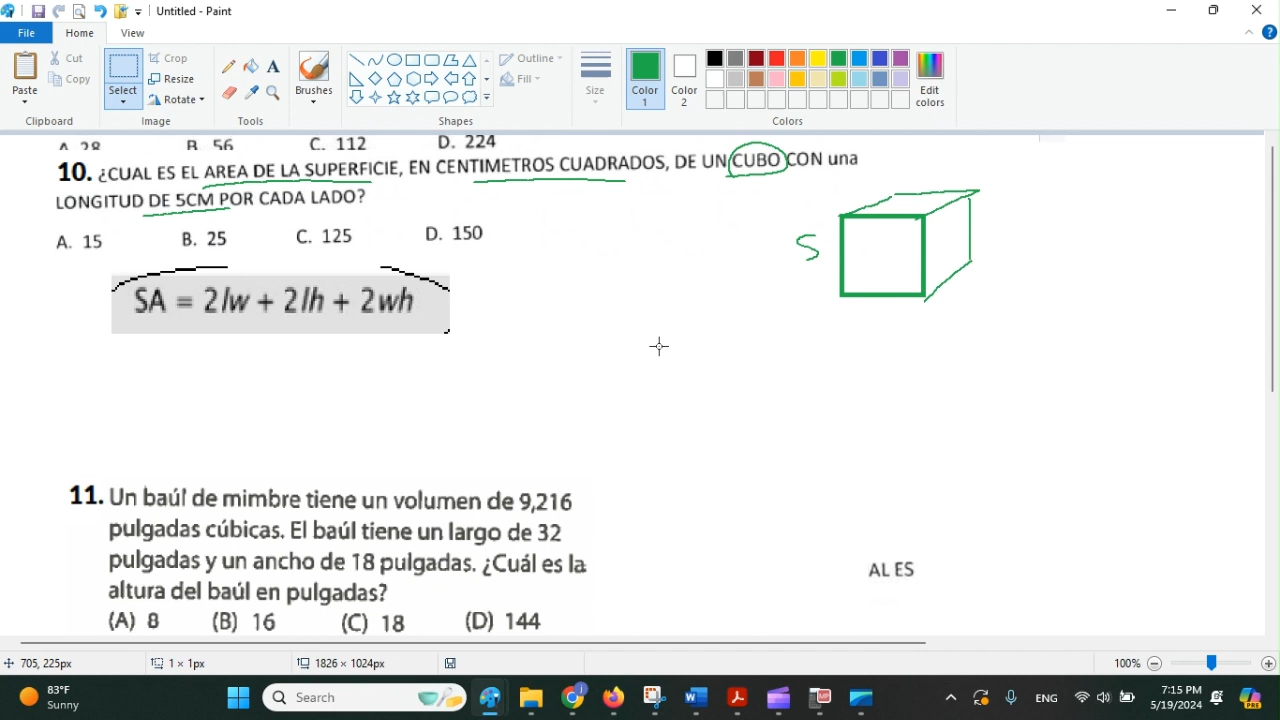 Untitled - Paint
File
Home
View
Paste
Cut
Copy
Clipboard
Select
Crop
Resize
Rotate
Image
Tools
Brushes
Shapes
Outline
Fill
Size
Color 1
Color 2
Edit colors
Colors
A 28 B 56 C. 112 D. 224
10. ¿CUAL ES EL AREA DE LA SUPERFICIE, EN CENTIMETROS CUADRADOS, DE UN CUBO CON una
LONGITUD DE 5CM POR CADA LADO?
A. 15 B. 25 C. 125 D. 150
5
SA = 2lw + 2lh + 2wh
11. Un baúl de mimbre tiene un volumen de 9,216
pulgadas cúbicas. El baúl tiene un largo de 32
pulgadas y un ancho de 18 pulgadas. ¿Cuál es la
altura del baúl en pulgadas?
(A) 8 (B) 16 (C) 18 (D) 144
AL ES
705, 225px
1 × 1px
1826 × 1024px
100%
83°F
Sunny
Search
ENG
7:15 PM
5/19/2024